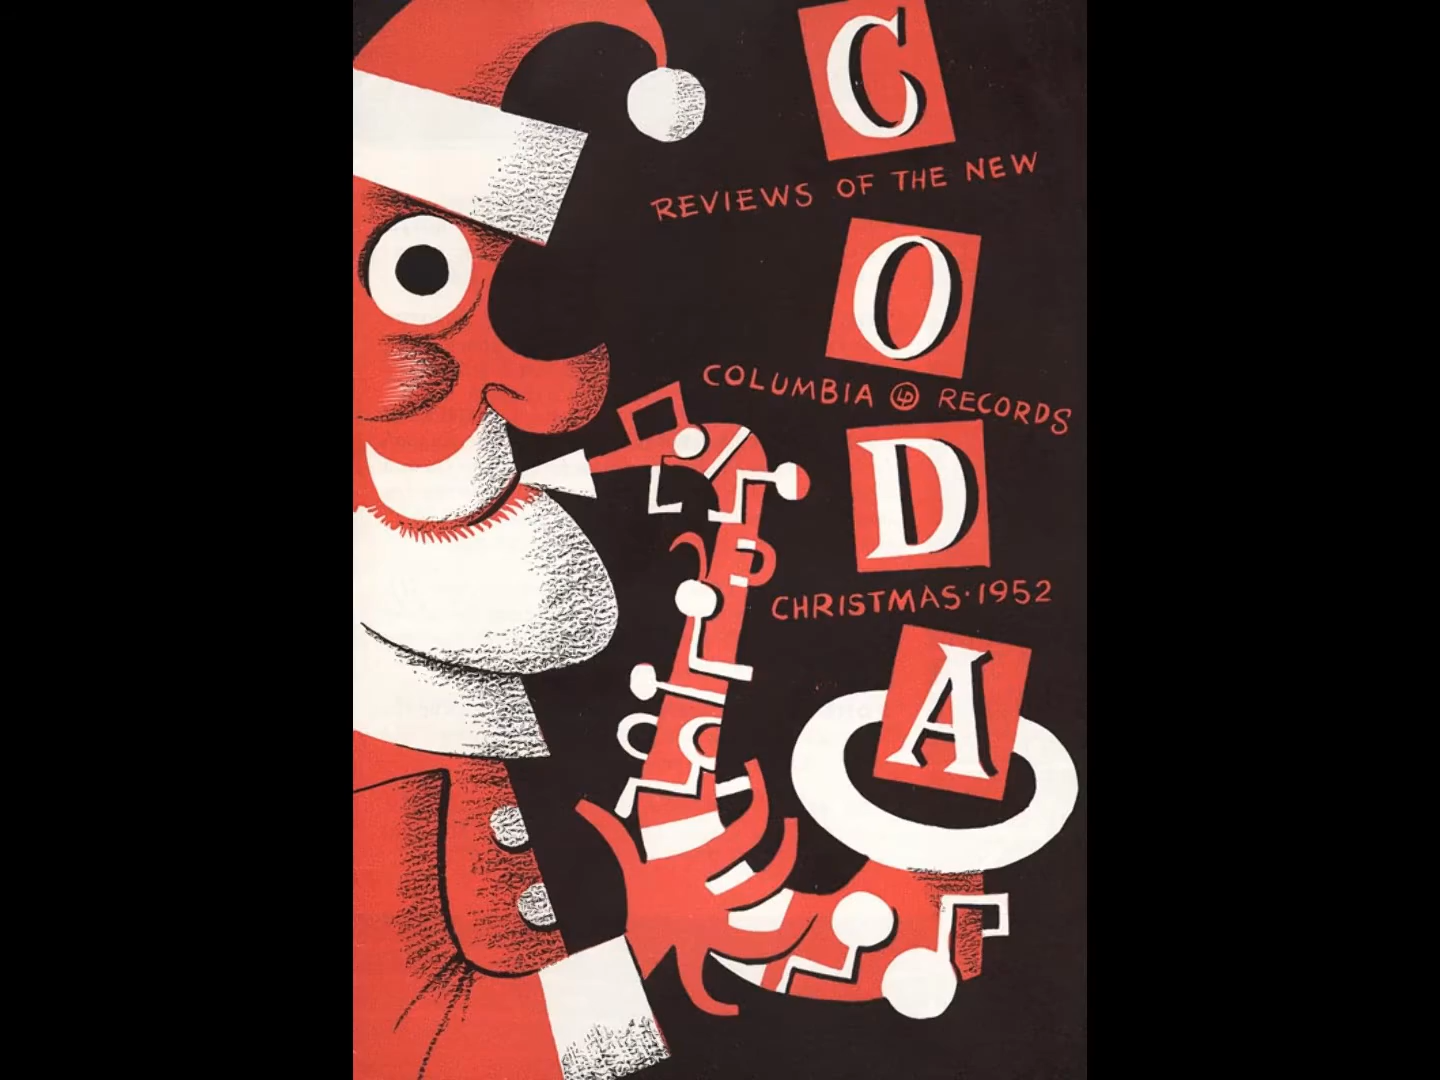 C
REVIEWS OF THE NEW
O
COLUMBIA LP RECORDS
D
CHRISTMAS·1952
A